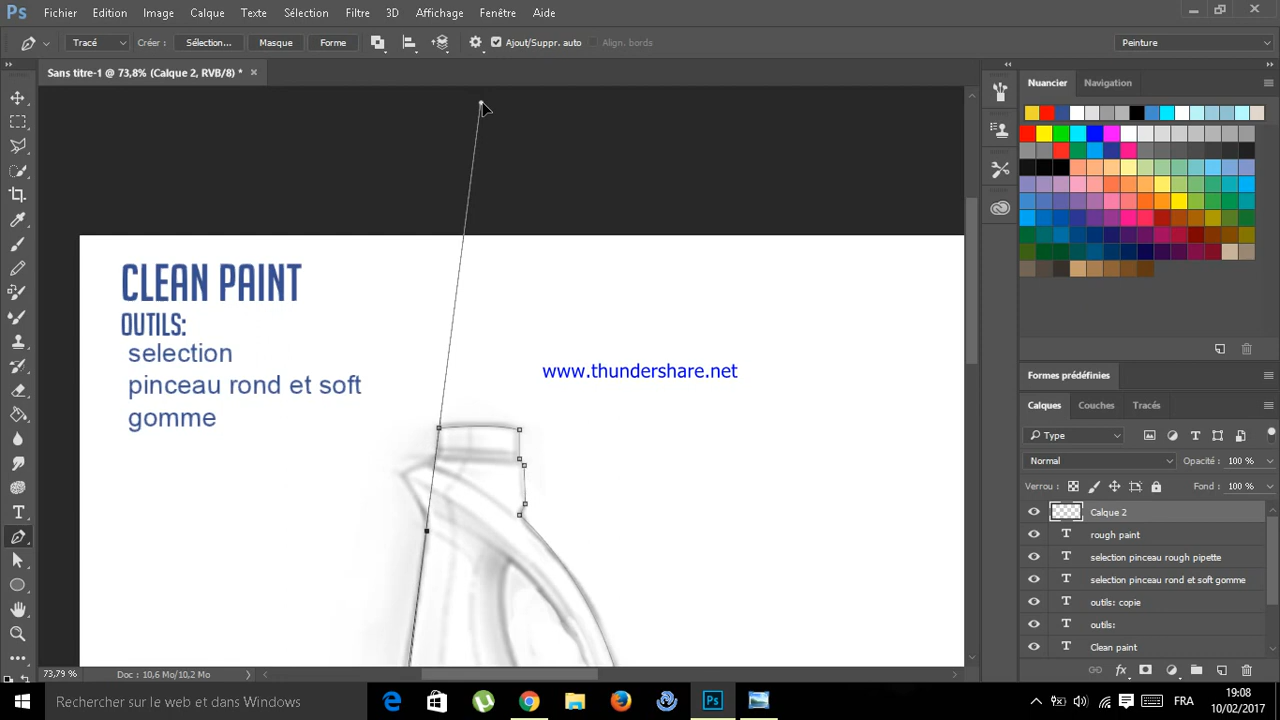 Ps Fichier Edition Image Calque Texte Sélection Filtre 3D Affichage Fenêtre Aide
Tracé Créer : Sélection... Masque Forme Ajout/Suppr. auto Align. bords Peinture
Sans titre-1 @ 73,8% (Calque 2, RVB/8) *
Nuancier Navigation
CLEAN PAINT
OUTILS:
selection
pinceau rond et soft
gomme
www.thundershare.net
Formes prédéfinies
Calques Couches Tracés
Type
Normal Opacité : 100 %
Verrou : Fond : 100 %
Calque 2
T rough paint
T selection pinceau rough pipette
T selection pinceau rond et soft gomme
T outils: copie
T outils:
T Clean paint
73,79 % Doc : 10,6 Mo/10,2 Mo
fx
Rechercher sur le web et dans Windows
Ps
FRA
19:08
10/02/2017